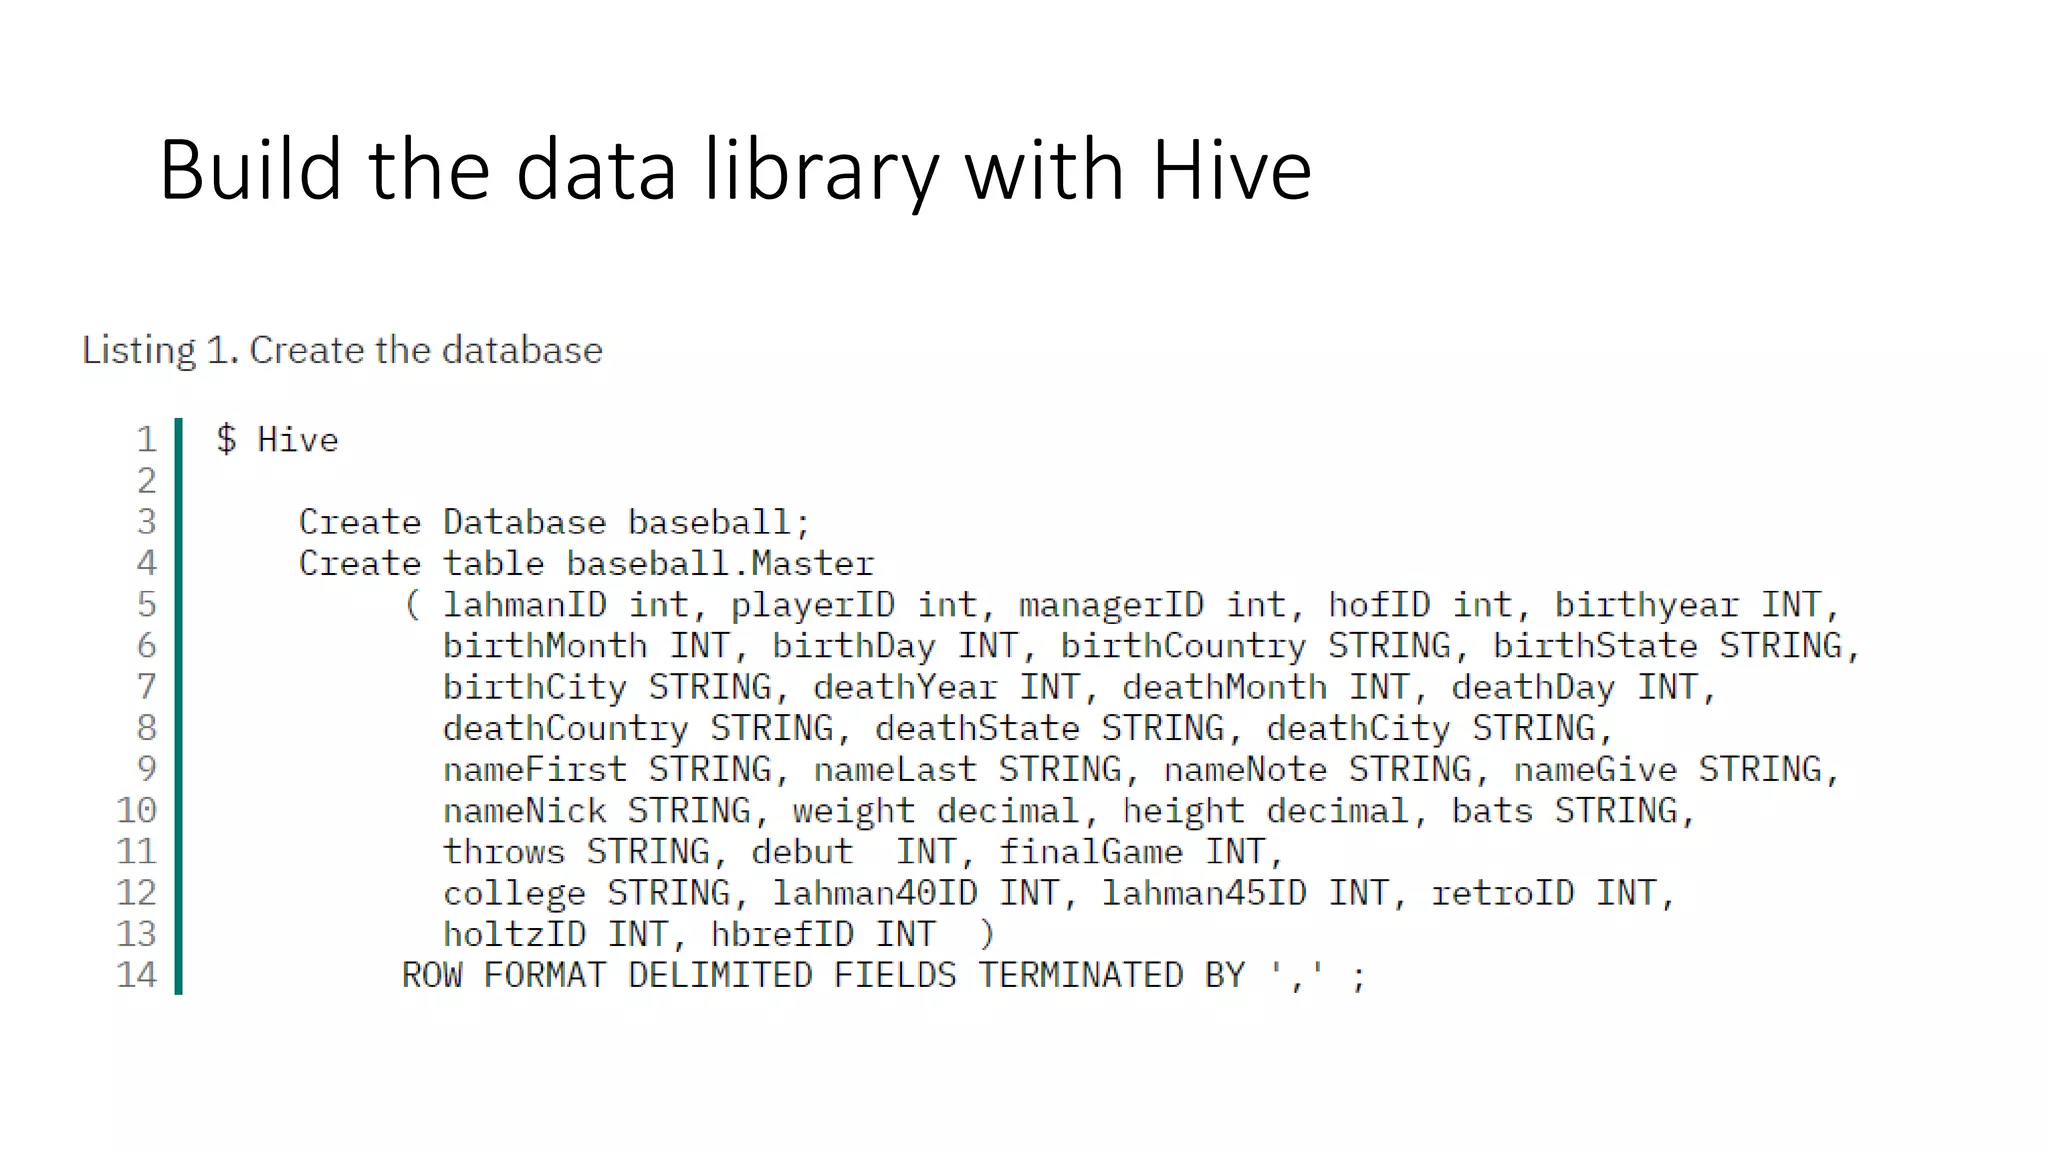 Build the data library with Hive
Listing 1. Create the database
1 $ Hive
2
3 Create Database baseball;
4 Create table baseball.Master
5 ( lahmanID int, playerID int, managerID int, hofID int, birthyear INT,
6 birthMonth INT, birthDay INT, birthCountry STRING, birthState STRING,
7 birthCity STRING, deathYear INT, deathMonth INT, deathDay INT,
8 deathCountry STRING, deathState STRING, deathCity STRING,
9 nameFirst STRING, nameLast STRING, nameNote STRING, nameGive STRING,
10 nameNick STRING, weight decimal, height decimal, bats STRING,
11 throws STRING, debut  INT, finalGame INT,
12 college STRING, lahman40ID INT, lahman45ID INT, retroID INT,
13 holtzID INT, hbrefID INT  )
14 ROW FORMAT DELIMITED FIELDS TERMINATED BY ',' ;